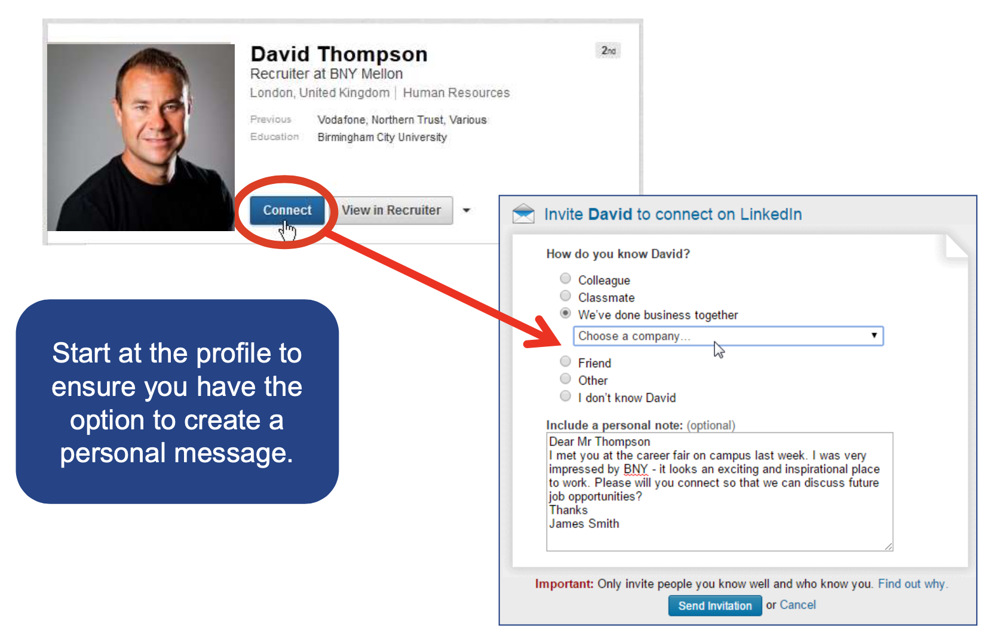 David Thompson
2nd
Recruiter at BNY Mellon
London, United Kingdom | Human Resources
Previous Vodafone, Northern Trust, Various
Education Birmingham City University
Connect View in Recruiter
Start at the profile to
ensure you have the
option to create a
personal message.
Invite David to connect on LinkedIn
How do you know David?
Colleague
Classmate
We've done business together
Choose a company...
Friend
Other
I don't know David
Include a personal note: (optional)
Dear Mr Thompson
I met you at the career fair on campus last week. I was very
impressed by BNY - it looks an exciting and inspirational place
to work. Please will you connect so that we can discuss future
job opportunities?
Thanks
James Smith
Important: Only invite people you know well and who know you. Find out why.
Send Invitation or Cancel